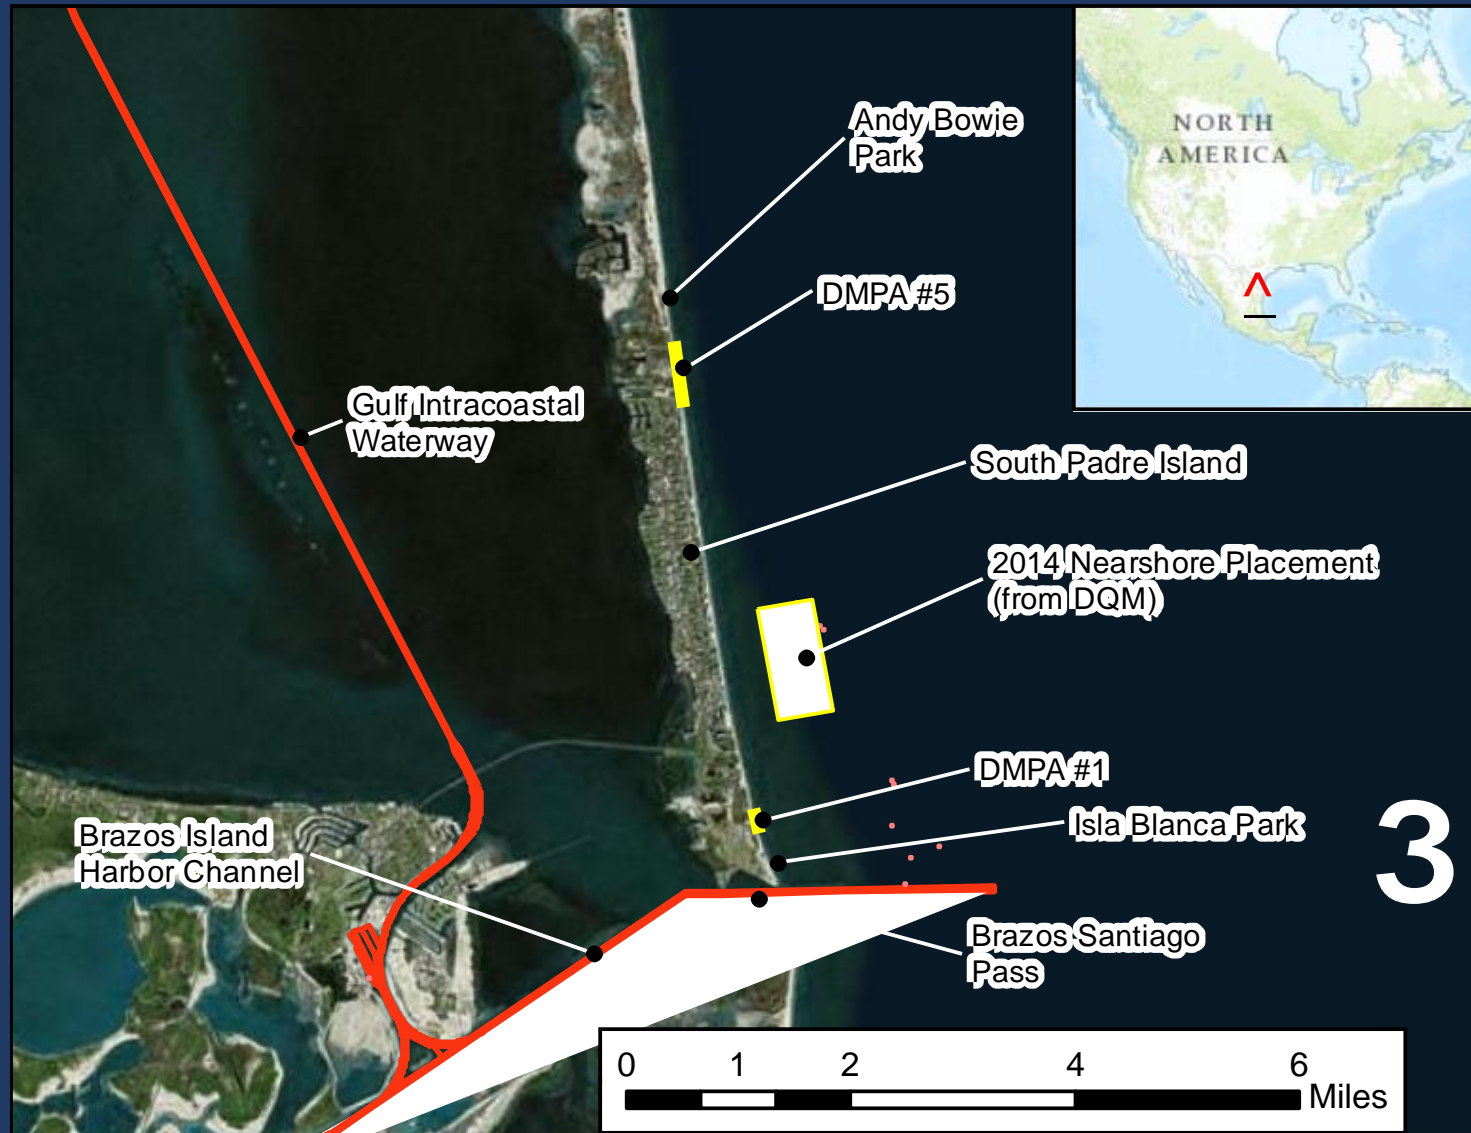 NORTH
AMERICA
Andy Bowie
Park
DMPA #5
Gulf Intracoastal
Waterway
South Padre Island
2014 Nearshore Placement
(from DQM)
DMPA #1
Isla Blanca Park
3
Brazos Island
Harbor Channel
Brazos Santiago
Pass
0 1 2 4 6
Miles